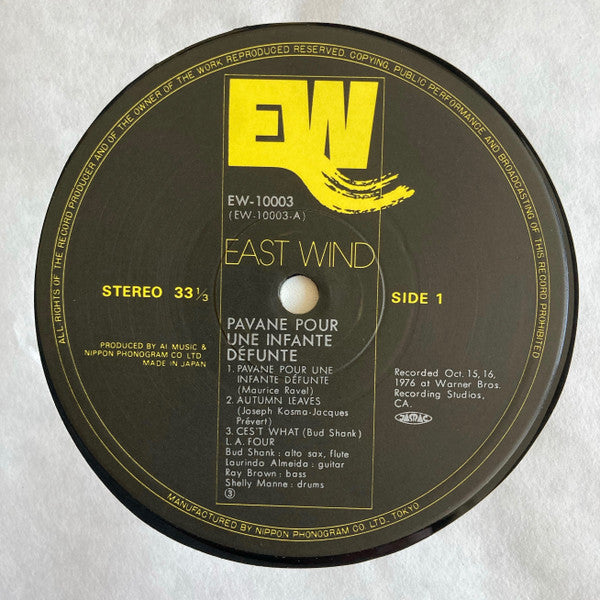 ALL RIGHTS OF THE RECORD PRODUCER AND OF THE OWNER OF THE WORK REPRODUCED RESERVED. COPYING, PUBLIC PERFORMANCE AND BROADCASTING OF THIS RECORD PROHIBITED
EW
EW-10003
(EW-10003-A)
EAST WIND
STEREO 33 1/3
SIDE 1
PAVANE POUR
UNE INFANTE
DÉFUNTE
PRODUCED BY AI MUSIC &
NIPPON PHONOGRAM CO. LTD.
MADE IN JAPAN
1. PAVANE POUR UNE
INFANTE DÉFUNTE
(Maurice Ravel)
2. AUTUMN LEAVES
(Joseph Kosma-Jacques
Prévert)
3. CES'T WHAT (Bud Shank)
L.A. FOUR
Bud Shank : alto sax, flute
Laurindo Almeida : guitar
Ray Brown : bass
Shelly Manne : drums
③
Recorded Oct. 15, 16,
1976 at Warner Bros.
Recording Studios,
CA.
JASRAC
MANUFACTURED BY NIPPON PHONOGRAM CO. LTD., TOKYO